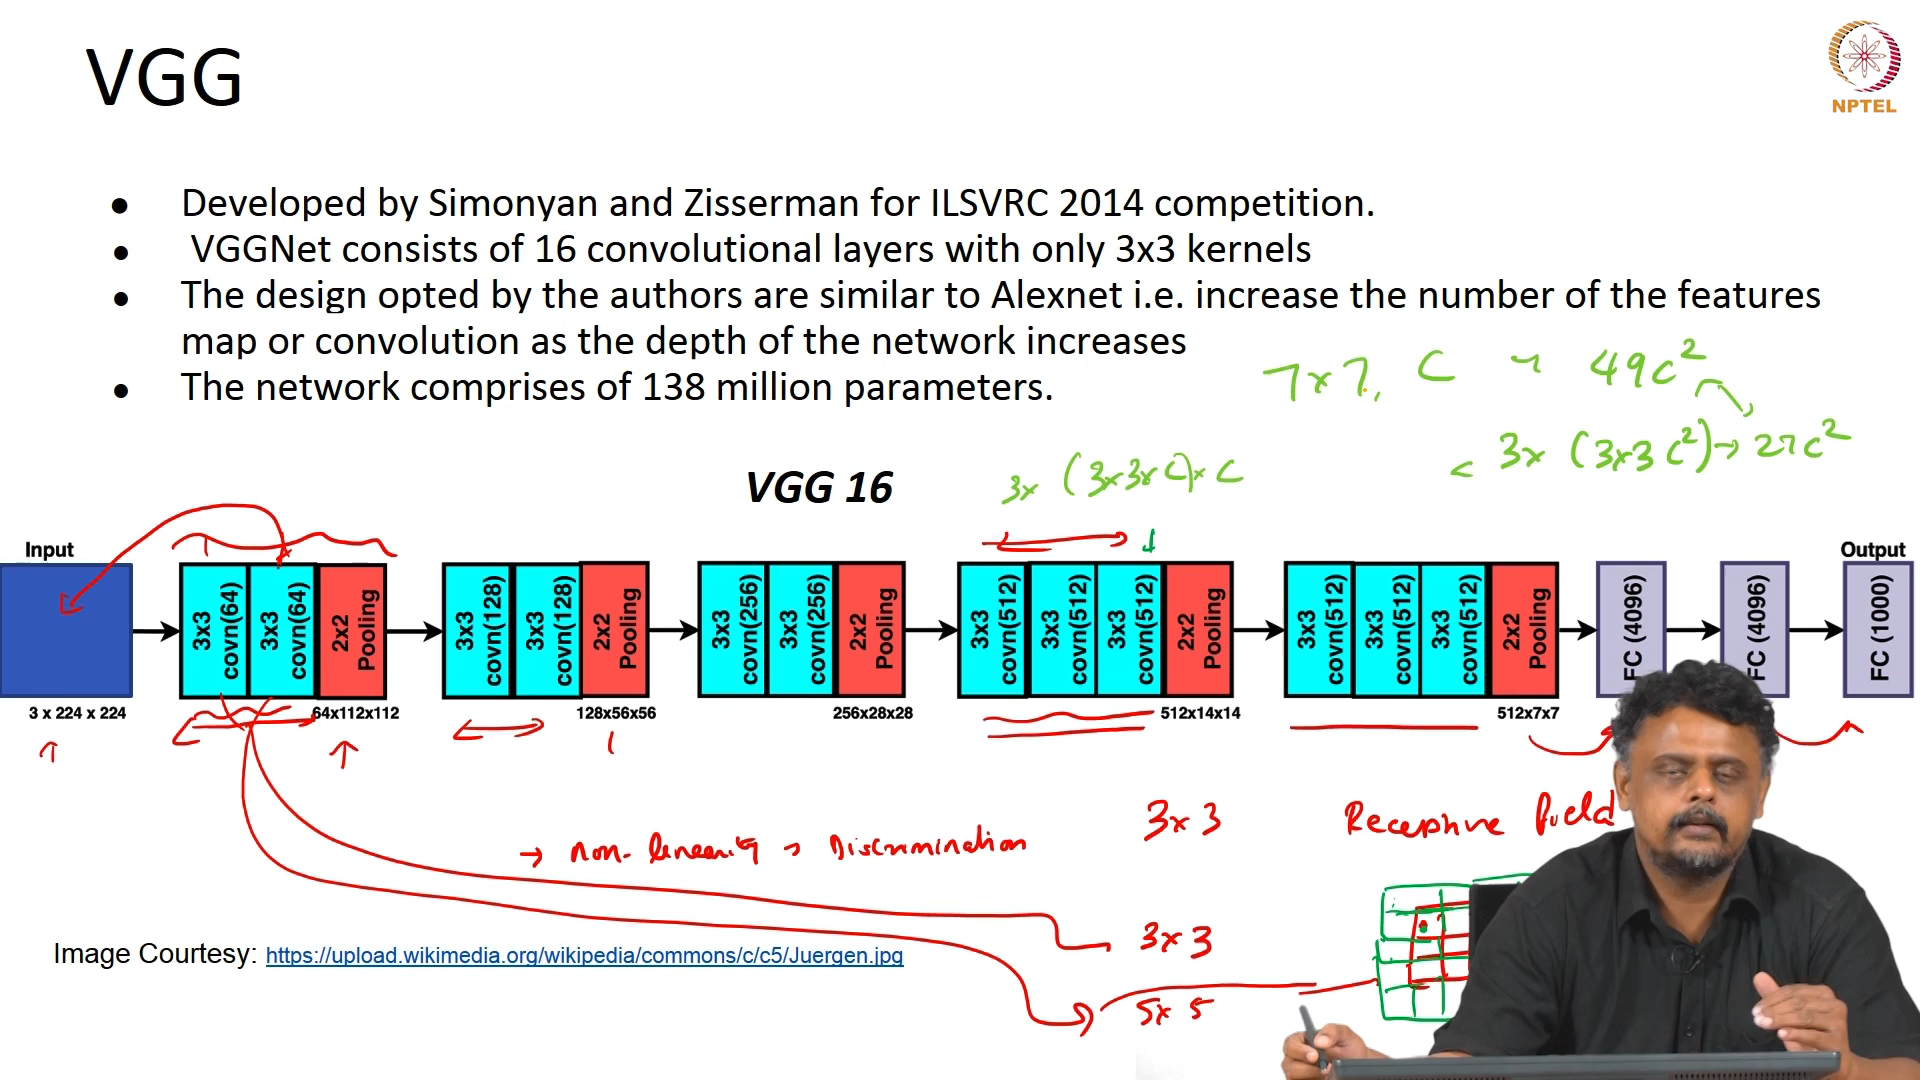 VGG
NPTEL
● Developed by Simonyan and Zisserman for ILSVRC 2014 competition.
● VGGNet consists of 16 convolutional layers with only 3x3 kernels
● The design opted by the authors are similar to Alexnet i.e. increase the number of the features
map or convolution as the depth of the network increases
● The network comprises of 138 million parameters.
7x7, C ~ 49C²
< 3x (3x3 C²) → 27C²
VGG 16
3x (3x3xC)x C
Input
Output
3x3 covn(64)
3x3 covn(64)
2x2 Pooling
3x3 covn(128)
3x3 covn(128)
2x2 Pooling
3x3 covn(256)
3x3 covn(256)
2x2 Pooling
3x3 covn(512)
3x3 covn(512)
3x3 covn(512)
2x2 Pooling
3x3 covn(512)
3x3 covn(512)
3x3 covn(512)
2x2 Pooling
FC (4096)
FC (4096)
FC (1000)
3 x 224 x 224
64x112x112
128x56x56
256x28x28
512x14x14
512x7x7
3x3
Receptive field
→ Non-linearity → Discrimination
3x3
5x5
Image Courtesy: https://upload.wikimedia.org/wikipedia/commons/c/c5/Juergen.jpg